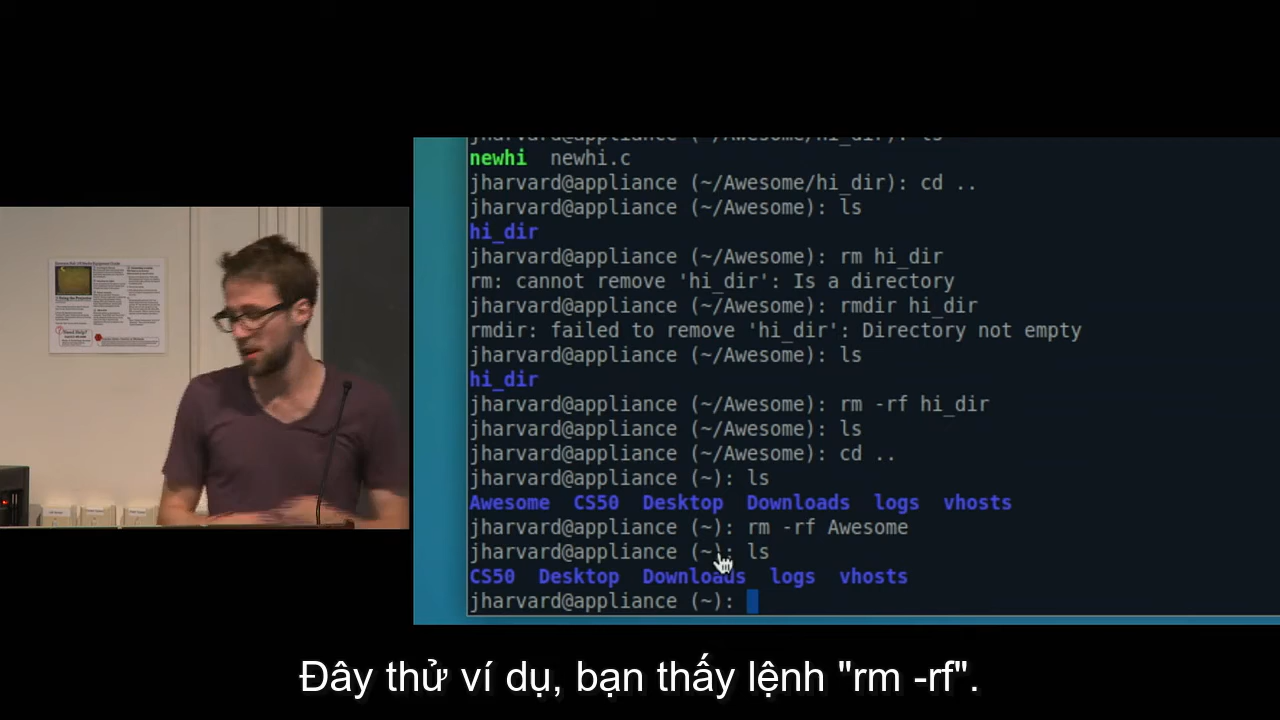 newhi newhi.c
jharvard@appliance (~/Awesome/hi_dir): cd ..
jharvard@appliance (~/Awesome): ls
hi_dir
jharvard@appliance (~/Awesome): rm hi_dir
rm: cannot remove 'hi_dir': Is a directory
jharvard@appliance (~/Awesome): rmdir hi_dir
rmdir: failed to remove 'hi_dir': Directory not empty
jharvard@appliance (~/Awesome): ls
hi_dir
jharvard@appliance (~/Awesome): rm -rf hi_dir
jharvard@appliance (~/Awesome): ls
jharvard@appliance (~/Awesome): cd ..
jharvard@appliance (~): ls
Awesome CS50 Desktop Downloads logs vhosts
jharvard@appliance (~): rm -rf Awesome
jharvard@appliance (~): ls
CS50 Desktop Downloads logs vhosts
jharvard@appliance (~):
Đây thử ví dụ, bạn thấy lệnh "rm -rf".